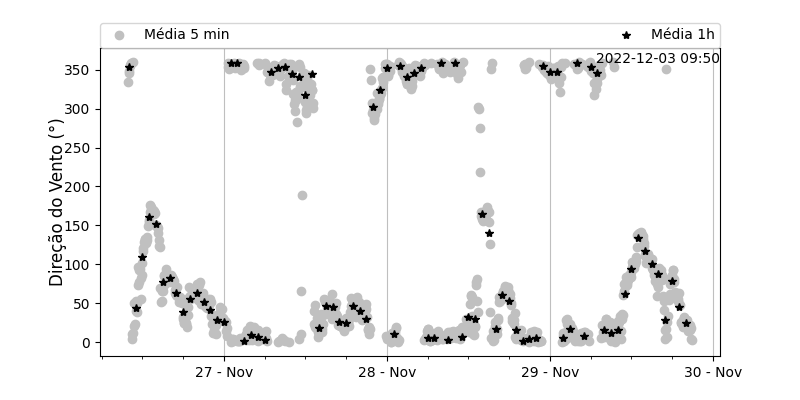 Média 5 min
Média 1h
2022-12-03 09:50
Direção do Vento (°)
350
300
250
200
150
100
50
0
27 - Nov
28 - Nov
29 - Nov
30 - Nov